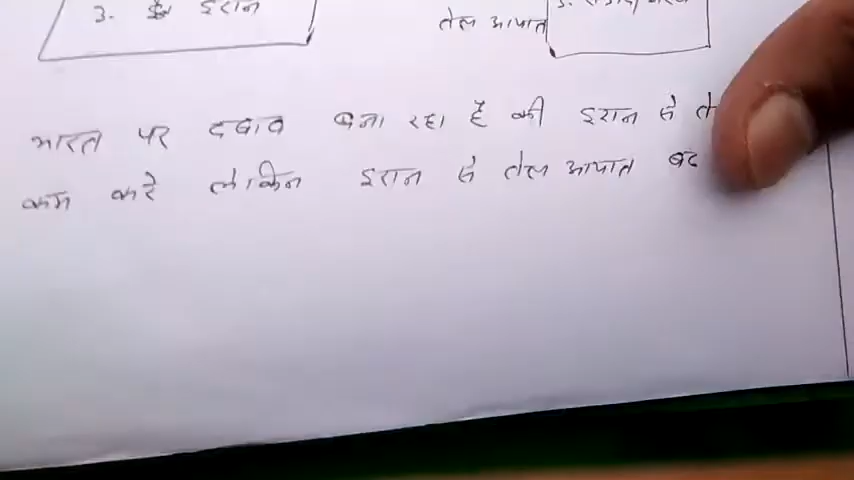 3. इरान
तेल आयात
भारत पर दबाव बना रहा है की इरान से
कम करे लेकिन इरान से तेल आयात